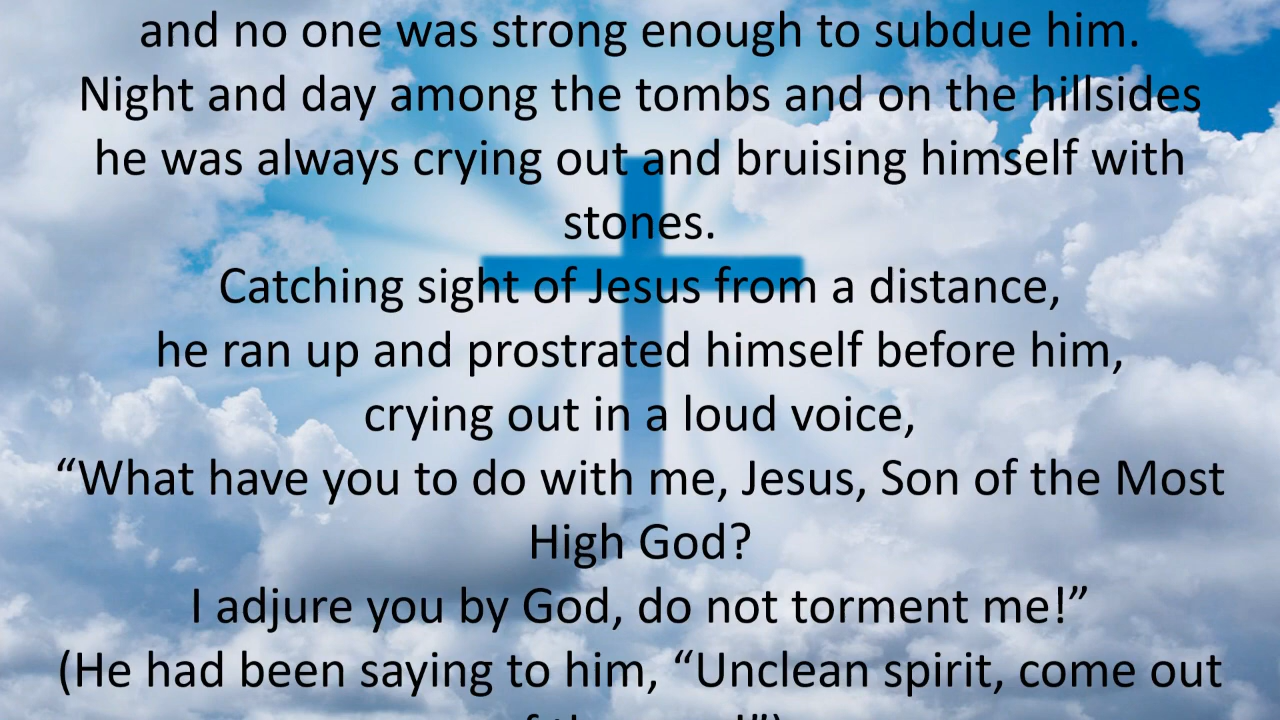 and no one was strong enough to subdue him.
Night and day among the tombs and on the hillsides
he was always crying out and bruising himself with
stones.
Catching sight of Jesus from a distance,
he ran up and prostrated himself before him,
crying out in a loud voice,
“What have you to do with me, Jesus, Son of the Most
High God?
I adjure you by God, do not torment me!”
(He had been saying to him, “Unclean spirit, come out